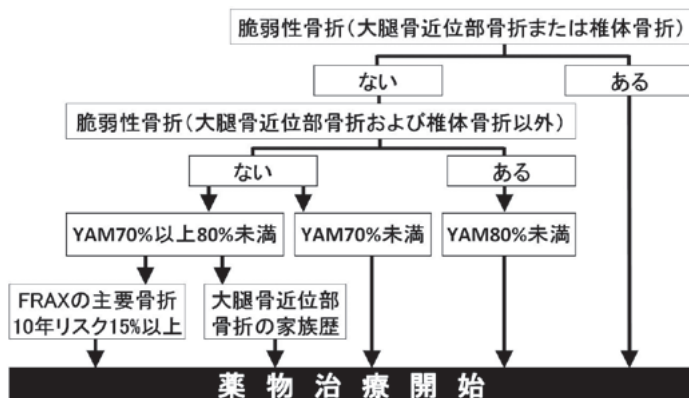 脆弱性骨折(大腿骨近位部骨折または椎体骨折)
ない
ある
脆弱性骨折(大腿骨近位部骨折および椎体骨折以外)
ない
ある
YAM70%以上80%未満
YAM70%未満
YAM80%未満
FRAXの主要骨折
10年リスク15%以上
大腿骨近位部
骨折の家族歴
薬物治療開始